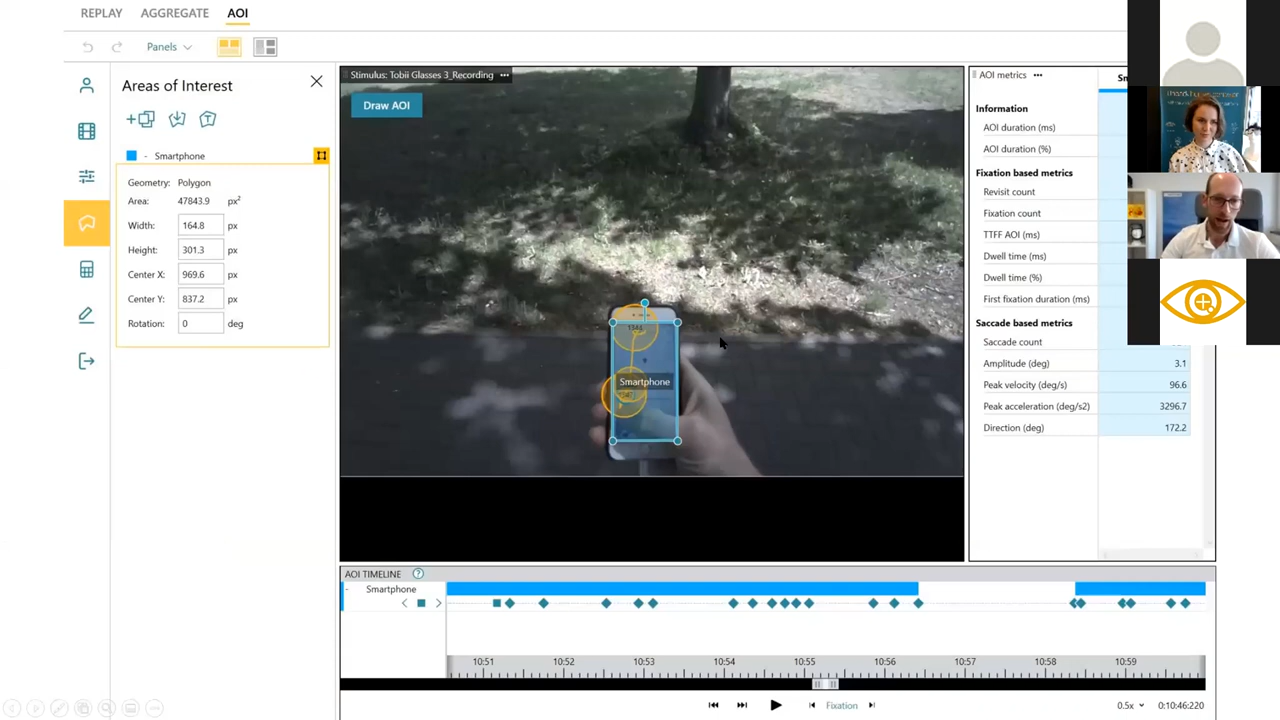 REPLAY AGGREGATE AOI
Panels
Areas of Interest
Smartphone
Geometry: Polygon
Area: 47843.9 px²
Width: 164.8 px
Height: 301.3 px
Center X: 969.6 px
Center Y: 837.2 px
Rotation: 0 deg
Stimulus: Tobii Glasses 3_Recording
Draw AOI
Smartphone
AOI metrics
Information
AOI duration (ms)
AOI duration (%)
Fixation based metrics
Revisit count
Fixation count
TTFF AOI (ms)
Dwell time (ms)
Dwell time (%)
First fixation duration (ms)
Saccade based metrics
Saccade count
Amplitude (deg) 3.1
Peak velocity (deg/s) 96.6
Peak acceleration (deg/s2) 3296.7
Direction (deg) 172.2
AOI TIMELINE
Smartphone
10:51 10:52 10:53 10:54 10:55 10:56 10:57 10:58 10:59
Fixation
0.5x 0:10:46:220